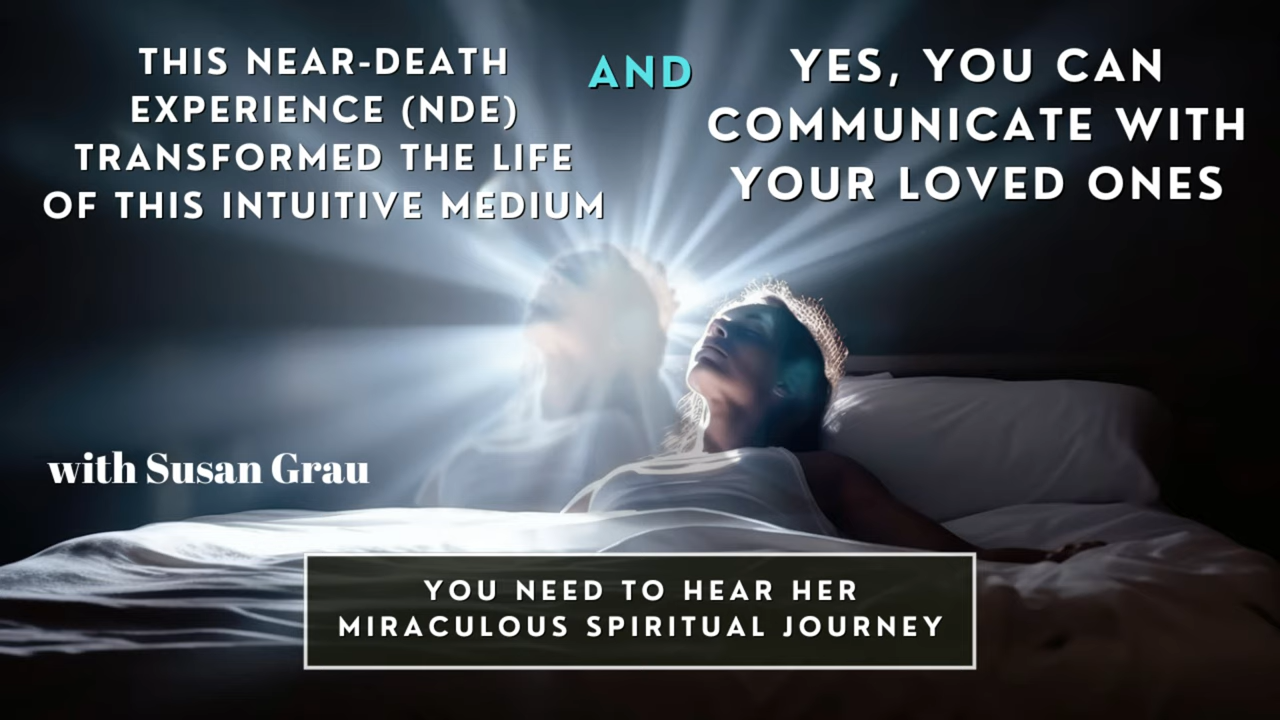 THIS NEAR-DEATH
EXPERIENCE (NDE)
TRANSFORMED THE LIFE
OF THIS INTUITIVE MEDIUM
AND
YES, YOU CAN
COMMUNICATE WITH
YOUR LOVED ONES
with Susan Grau
YOU NEED TO HEAR HER
MIRACULOUS SPIRITUAL JOURNEY